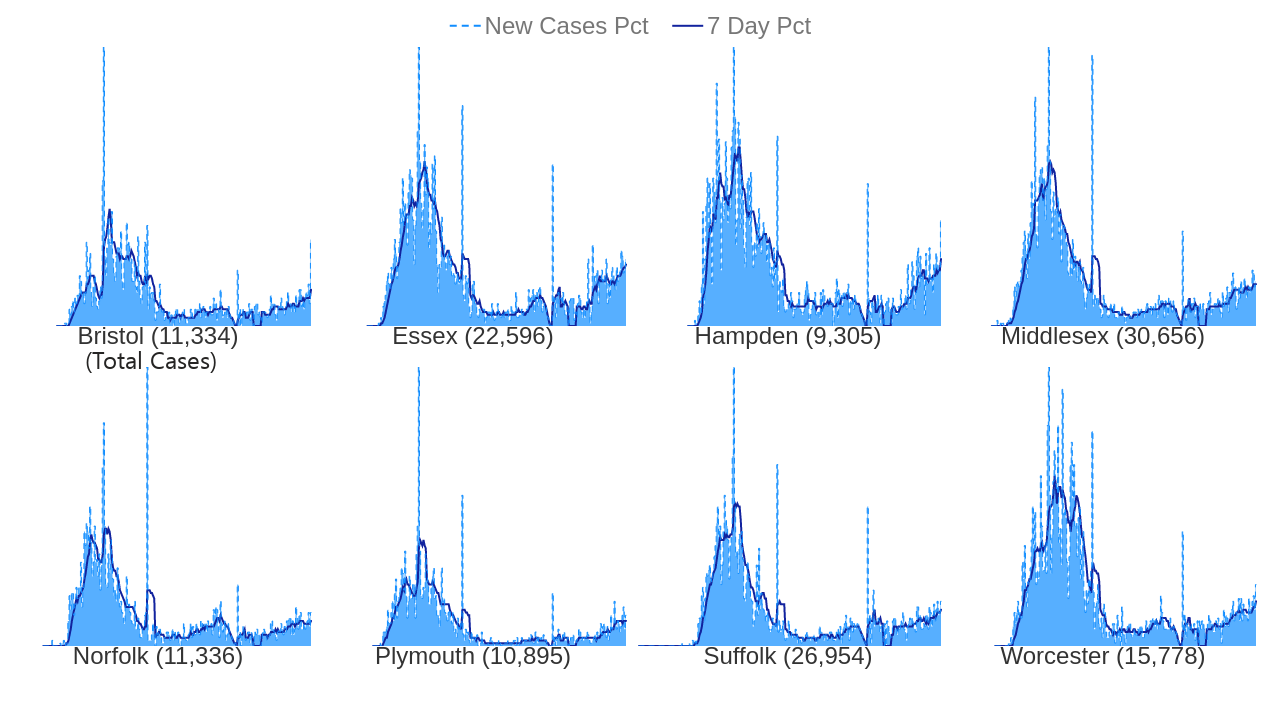 New Cases Pct 7 Day Pct
Bristol (11,334) Essex (22,596) Hampden (9,305) Middlesex (30,656)
(Total Cases)
Norfolk (11,336) Plymouth (10,895) Suffolk (26,954) Worcester (15,778)